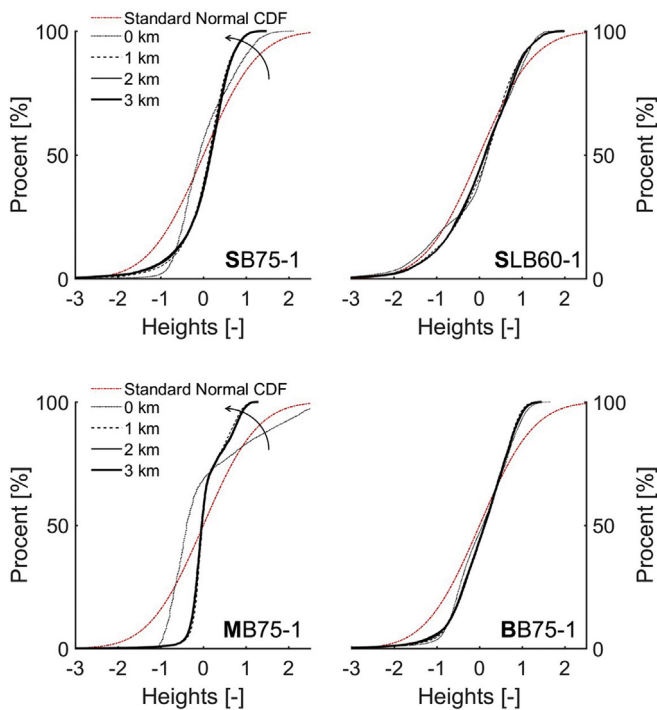 Standard Normal CDF
0 km
1 km
2 km
3 km
100
50
0
Procent [%]
-3 -2 -1 0 1 2
Heights [-]
SB75-1
100
50
0
Procent [%]
-3 -2 -1 0 1 2
Heights [-]
SLB60-1
Standard Normal CDF
0 km
1 km
2 km
3 km
100
50
0
Procent [%]
-3 -2 -1 0 1 2
Heights [-]
MB75-1
100
50
0
Procent [%]
-3 -2 -1 0 1 2
Heights [-]
BB75-1